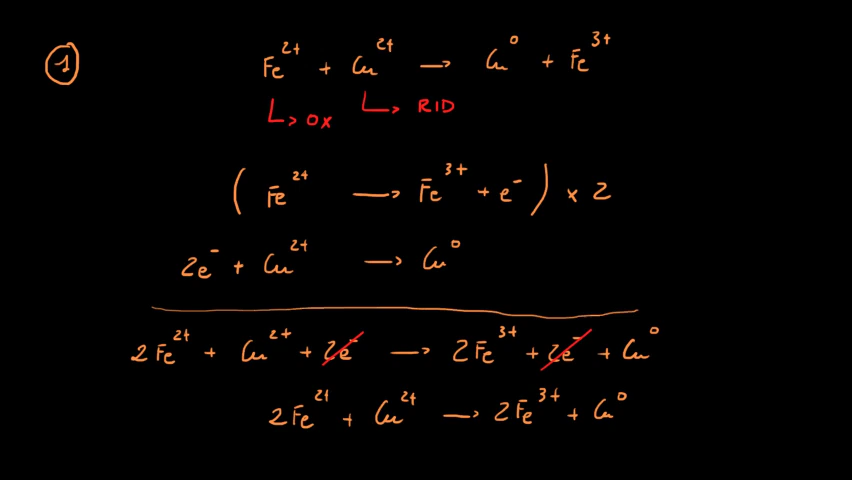 1 Fe²⁺ + Cu²⁺ → Cu⁰ + Fe³⁺
↳ OX ↳ RID
( Fe²⁺ → Fe³⁺ + e⁻ ) × 2
2e⁻ + Cu²⁺ → Cu⁰
2Fe²⁺ + Cu²⁺ + 2e⁻ → 2Fe³⁺ + 2e⁻ + Cu⁰
2Fe²⁺ + Cu²⁺ → 2Fe³⁺ + Cu⁰